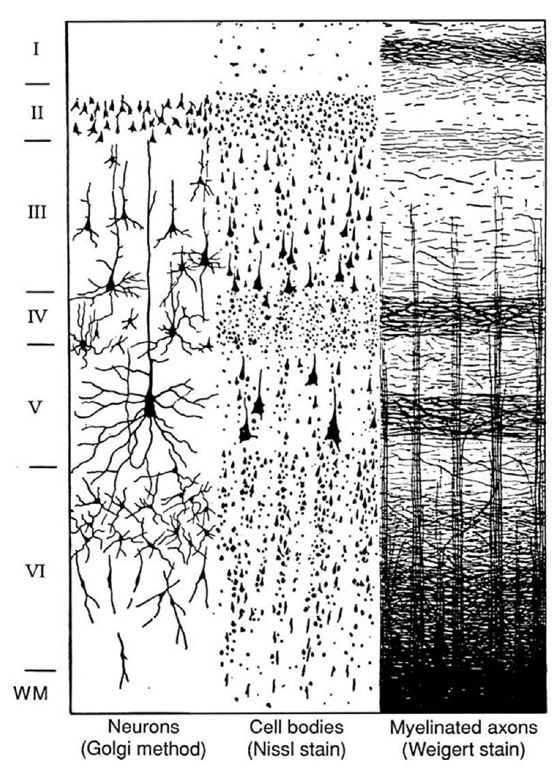 I
II
III
IV
V
VI
WM
Neurons
(Golgi method)
Cell bodies
(Nissl stain)
Myelinated axons
(Weigert stain)